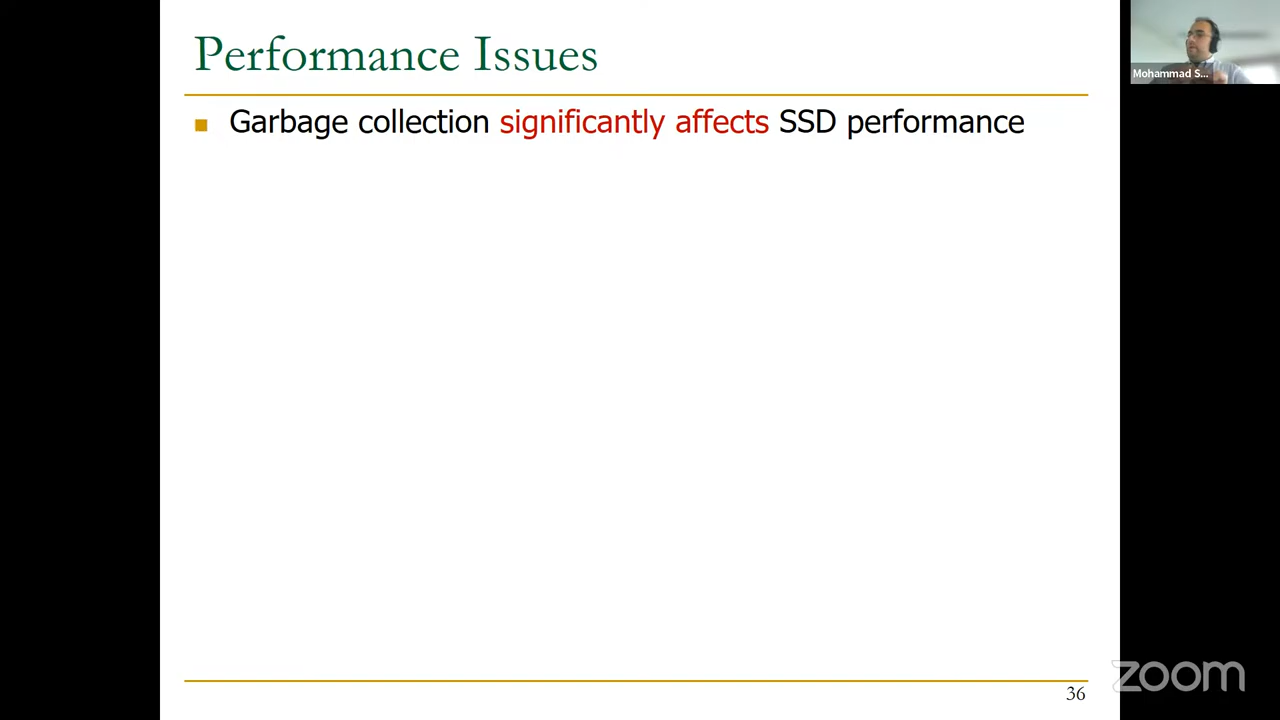 Performance Issues
Garbage collection significantly affects SSD performance
Mohammad S...
36
zoom